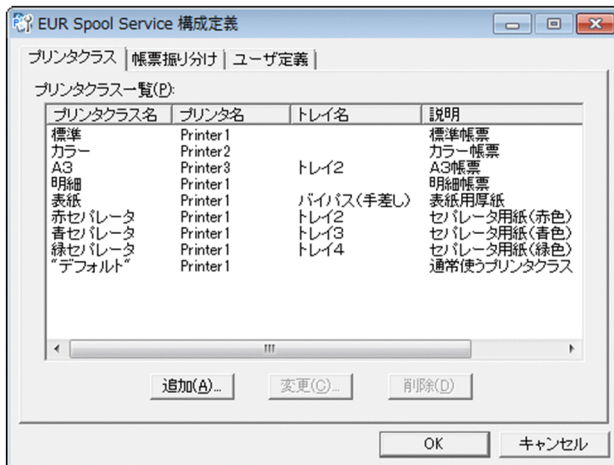 EUR Spool Service 構成定義
プリンタクラス 帳票振り分け ユーザ定義
プリンタクラス一覧(P):
プリンタクラス名 プリンタ名 トレイ名 説明
標準 Printer1 標準帳票
カラー Printer2 カラー帳票
A3 Printer3 トレイ2 A3帳票
明細 Printer1 明細帳票
表紙 Printer1 バイパス(手差し) 表紙用厚紙
赤セパレータ Printer1 トレイ2 セパレータ用紙(赤色)
青セパレータ Printer1 トレイ3 セパレータ用紙(青色)
緑セパレータ Printer1 トレイ4 セパレータ用紙(緑色)
"デフォルト" Printer1 通常使うプリンタクラス
追加(A)... 変更(C)... 削除(D)
OK キャンセル